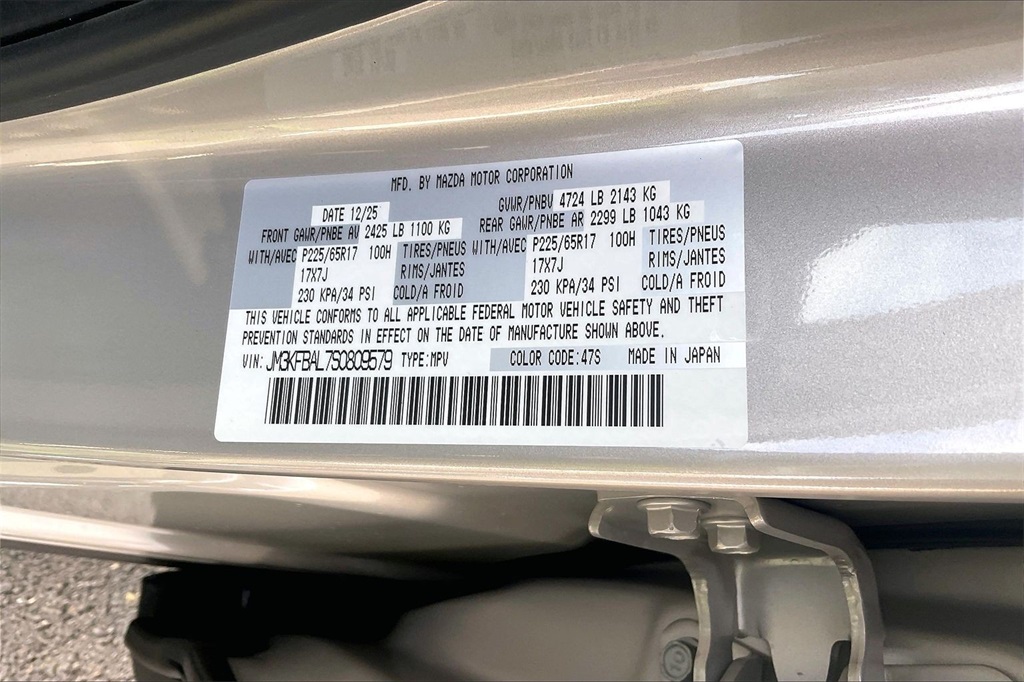 MFD. BY MAZDA MOTOR CORPORATION
DATE 12/25 GVWR/PNBV 4724 LB 2143 KG
FRONT GAWR/PNBE AV 2425 LB 1100 KG REAR GAWR/PNBE AR 2299 LB 1043 KG
WITH/AVEC P225/65R17 100H TIRES/PNEUS WITH/AVEC P225/65R17 100H TIRES/PNEUS
17X7J RIMS/JANTES 17X7J RIMS/JANTES
230 KPA/34 PSI COLD/A FROID 230 KPA/34 PSI COLD/A FROID
THIS VEHICLE CONFORMS TO ALL APPLICABLE FEDERAL MOTOR VEHICLE SAFETY AND THEFT
PREVENTION STANDARDS IN EFFECT ON THE DATE OF MANUFACTURE SHOWN ABOVE.
VIN: JM3KFBAL7S0809579 TYPE:MPV COLOR CODE:47S MADE IN JAPAN
10